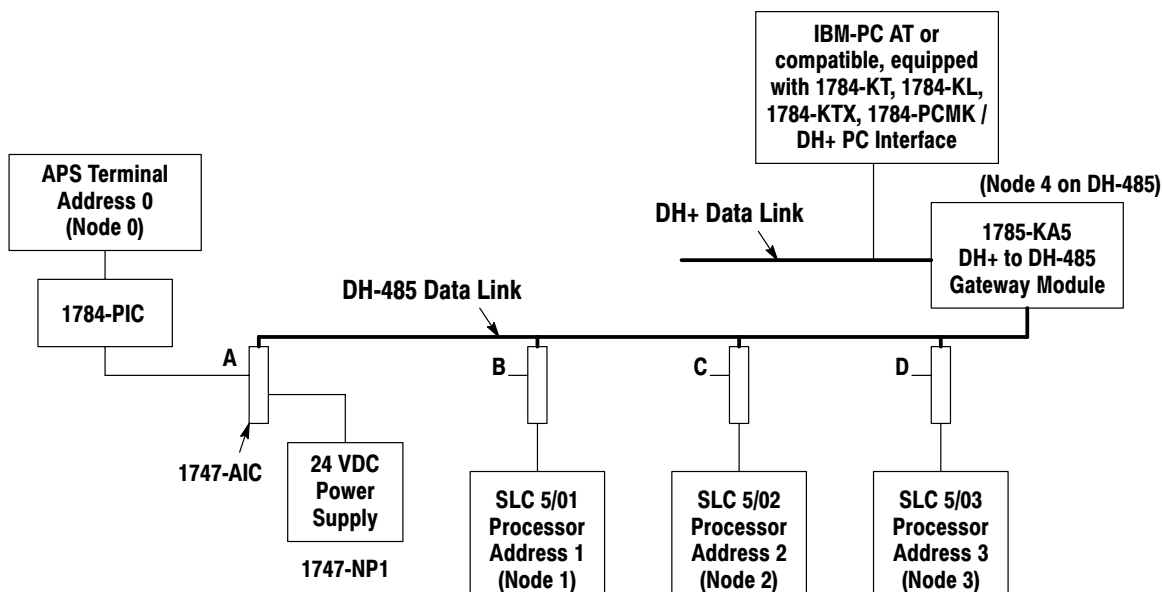 IBM-PC AT or
compatible, equipped
with 1784-KT, 1784-KL,
1784-KTX, 1784-PCMK /
DH+ PC Interface
APS Terminal
Address 0
(Node 0)
(Node 4 on DH-485)
DH+ Data Link
1785-KA5
DH+ to DH-485
Gateway Module
1784-PIC
DH-485 Data Link
A
B
C
D
1747-AIC
24 VDC
Power
Supply
1747-NP1
SLC 5/01
Processor
Address 1
(Node 1)
SLC 5/02
Processor
Address 2
(Node 2)
SLC 5/03
Processor
Address 3
(Node 3)